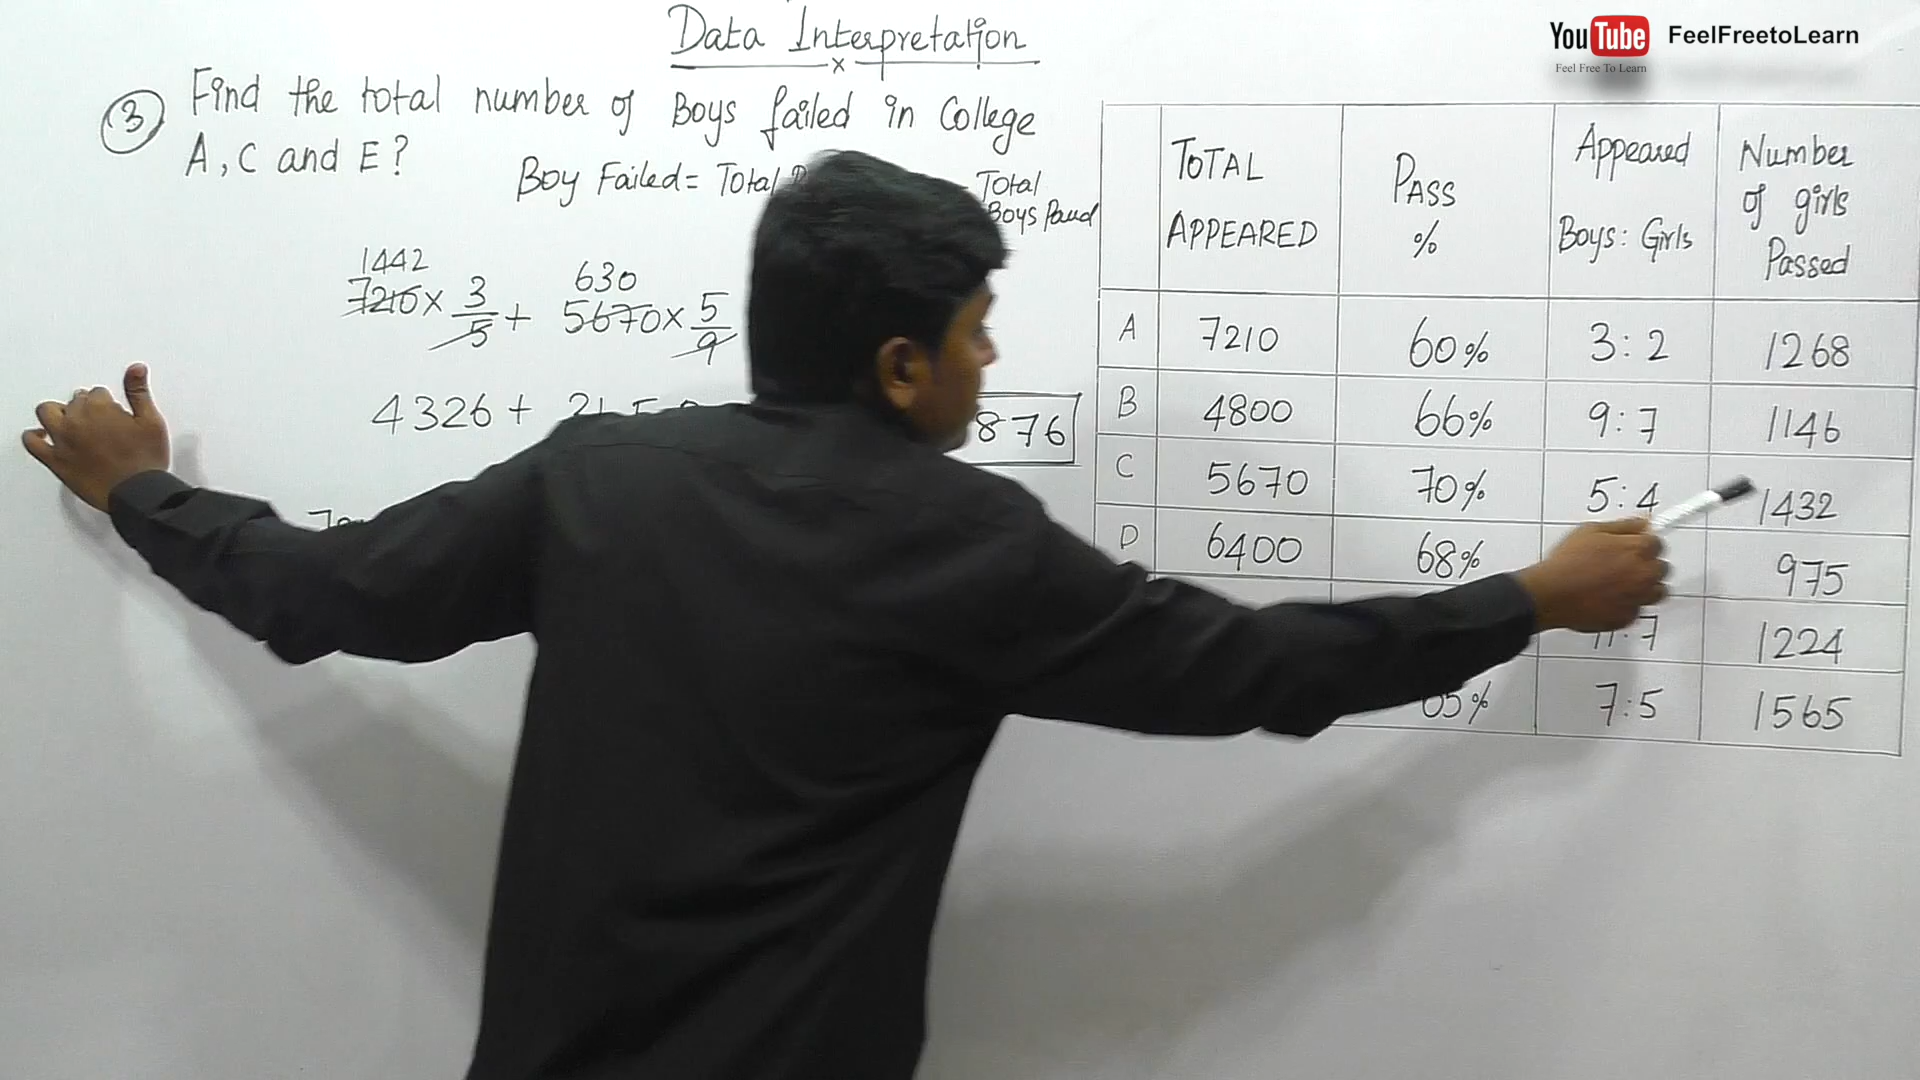 Data Interpretation
x
YouTube FeelFreetoLearn
Feel Free To Learn
3 Find the total number of Boys failed in College
A, C and E?
Boy Failed = Total - Total
Boys Passed
1442 630
7210 × 3/5 + 5670 × 5/9
4326 + 876
TOTAL APPEARED PASS % Appeared Boys: Girls Number of girls Passed
A 7210 60% 3:2 1268
B 4800 66% 9:7 1146
C 5670 70% 5:4 1432
D 6400 68% 975
11:7 1224
65% 7:5 1565